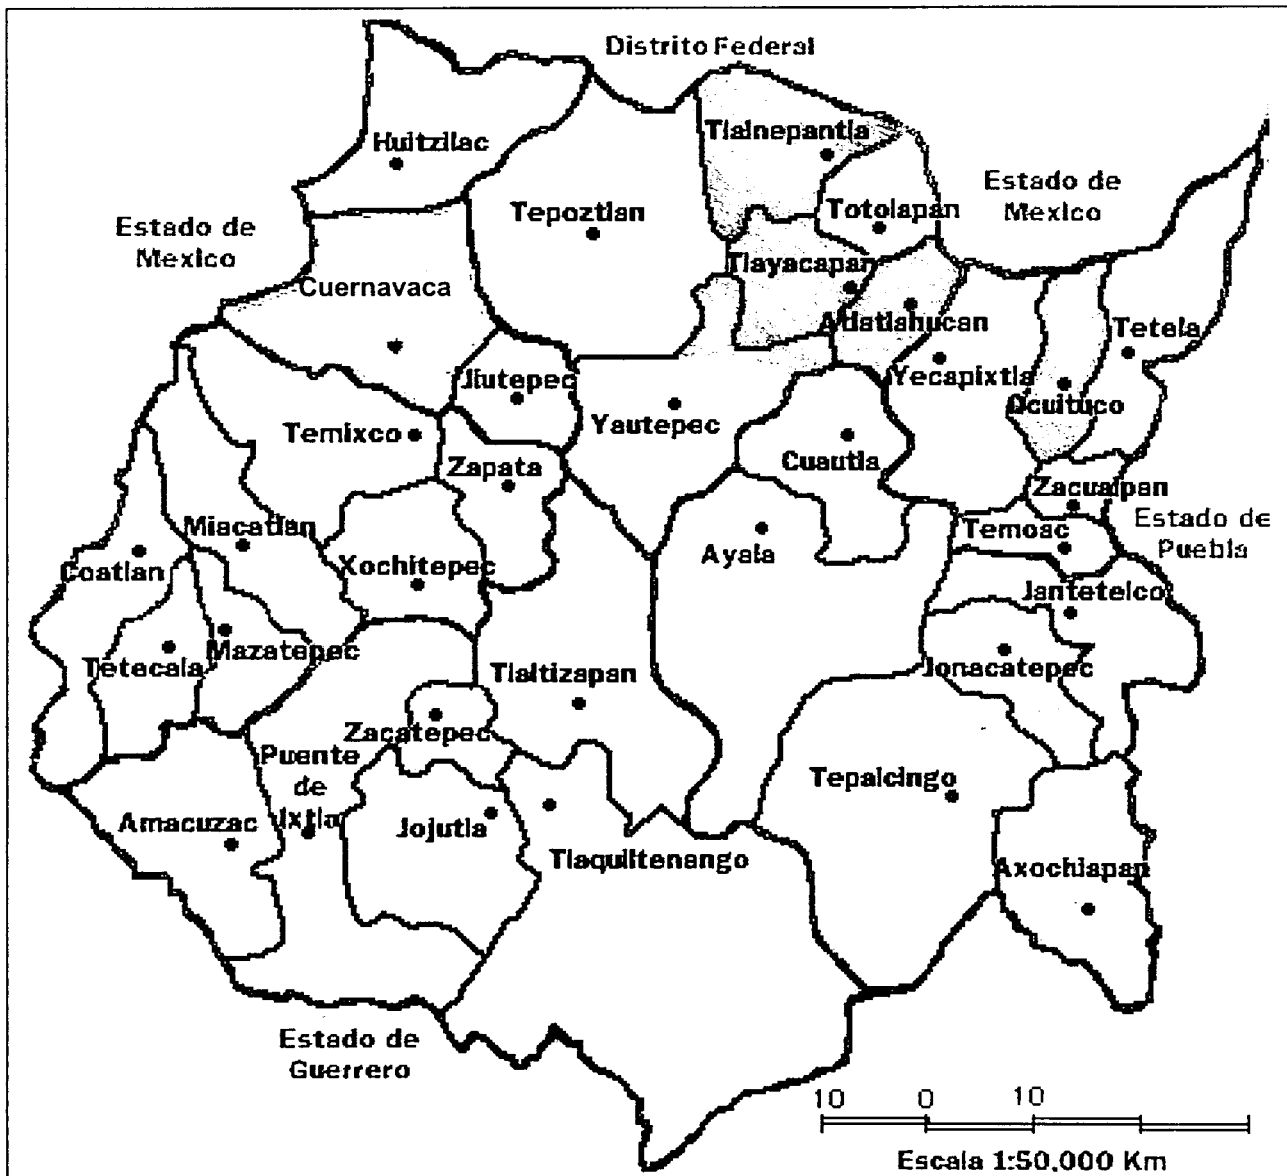 Distrito Federal
Huitzilac
Tlalnepantla
Estado de
Mexico
Tepoztlan
Totolapan
Estado de
Mexico
Tlayacapan
Cuernavaca
Atlatlahucan
Tetela
Jiutepec
Yecapixtla
Ocuituco
Temixco
Yautepec
Cuautla
Zapata
Zacualpan
Miacatlan
Ayala
Temoac
Estado de
Puebla
Coatlan
Xochitepec
Jantetelco
Tetecala
Mazatepec
Tlaltizapan
Jonacatepec
Zacatepec
Puente
de
Ixtla
Tepalcingo
Amacuzac
Jojutla
Tlaquiltenango
Axochiapan
Estado de
Guerrero
10 0 10
Escala 1:50,000 Km